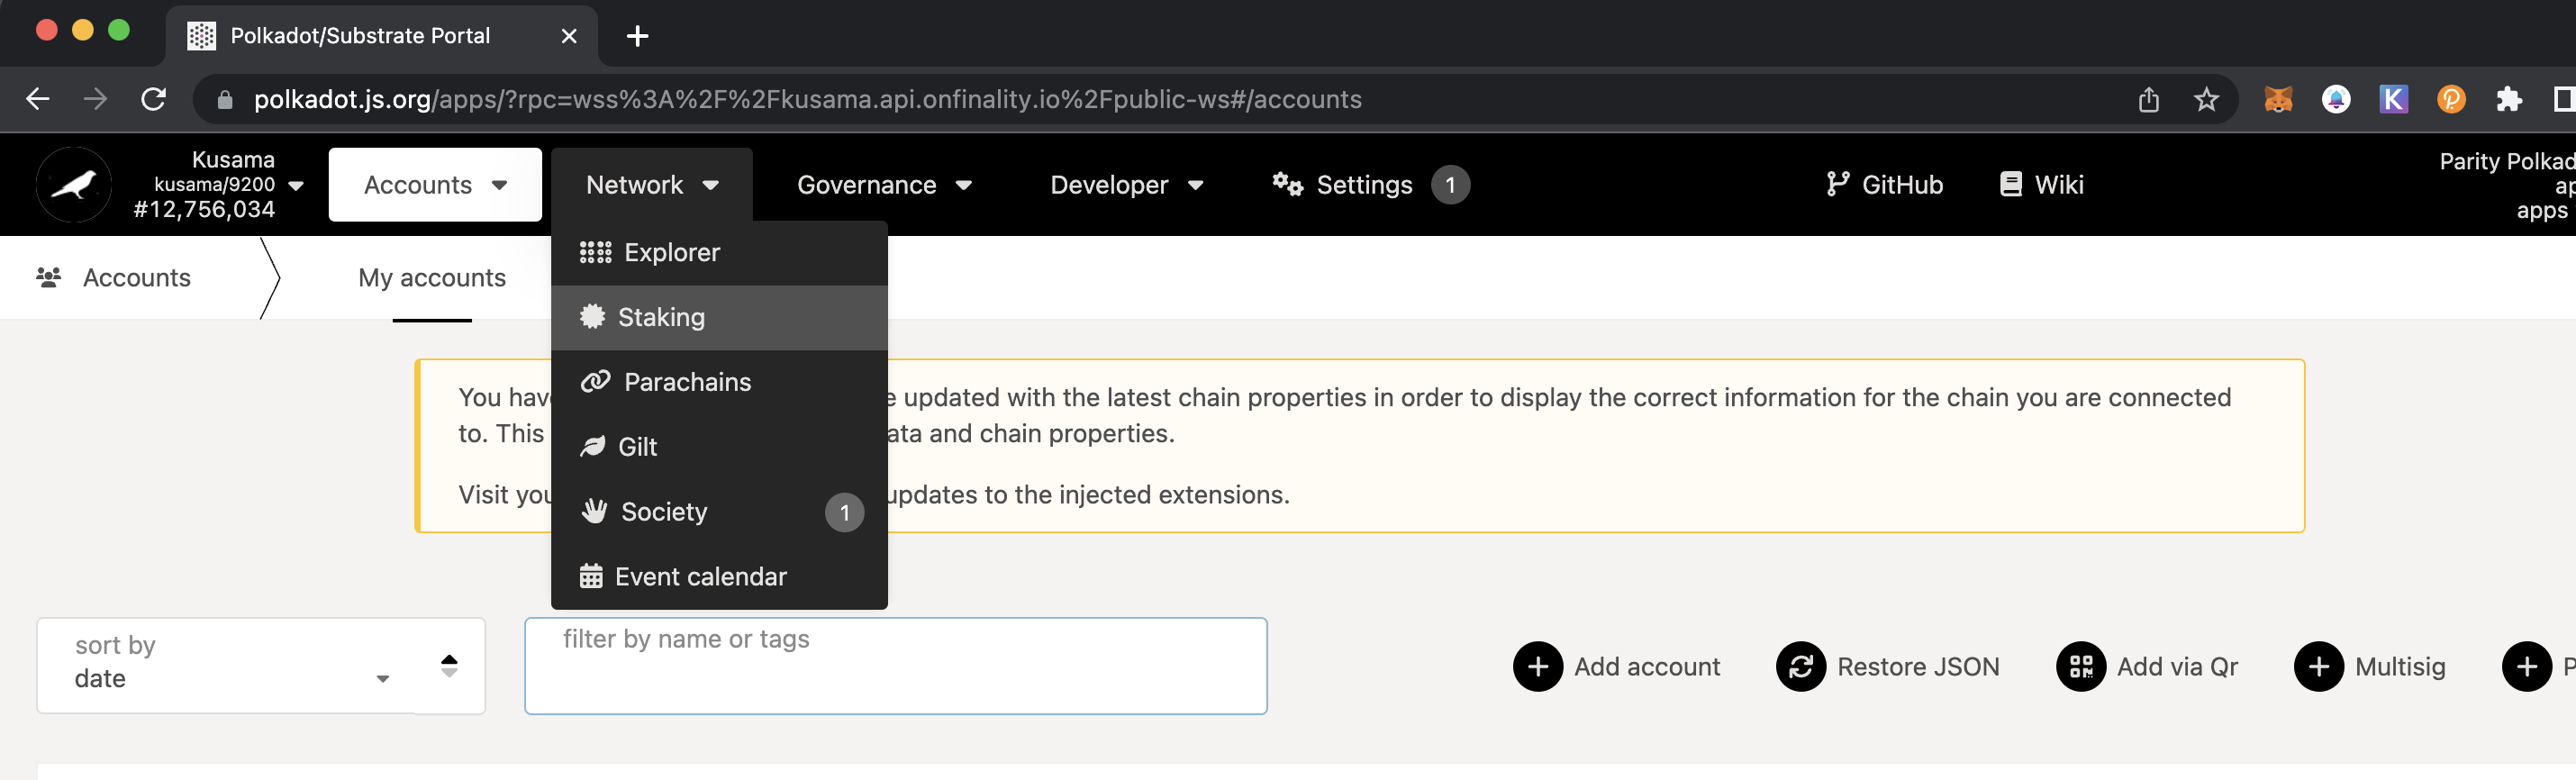 Polkadot/Substrate Portal
polkadot.js.org/apps/?rpc=wss%3A%2F%2Fkusama.api.onfinality.io%2Fpublic-ws#/accounts
Kusama
kusama/9200
#12,756,034
Accounts
Network
Governance
Developer
Settings 1
GitHub
Wiki
Parity Polkad
ap
apps
Accounts
My accounts
Explorer
Staking
Parachains
Gilt
Society 1
Event calendar
You hav e updated with the latest chain properties in order to display the correct information for the chain you are connected
to. This ata and chain properties.
Visit you updates to the injected extensions.
sort by
date
filter by name or tags
Add account
Restore JSON
Add via Qr
Multisig
P